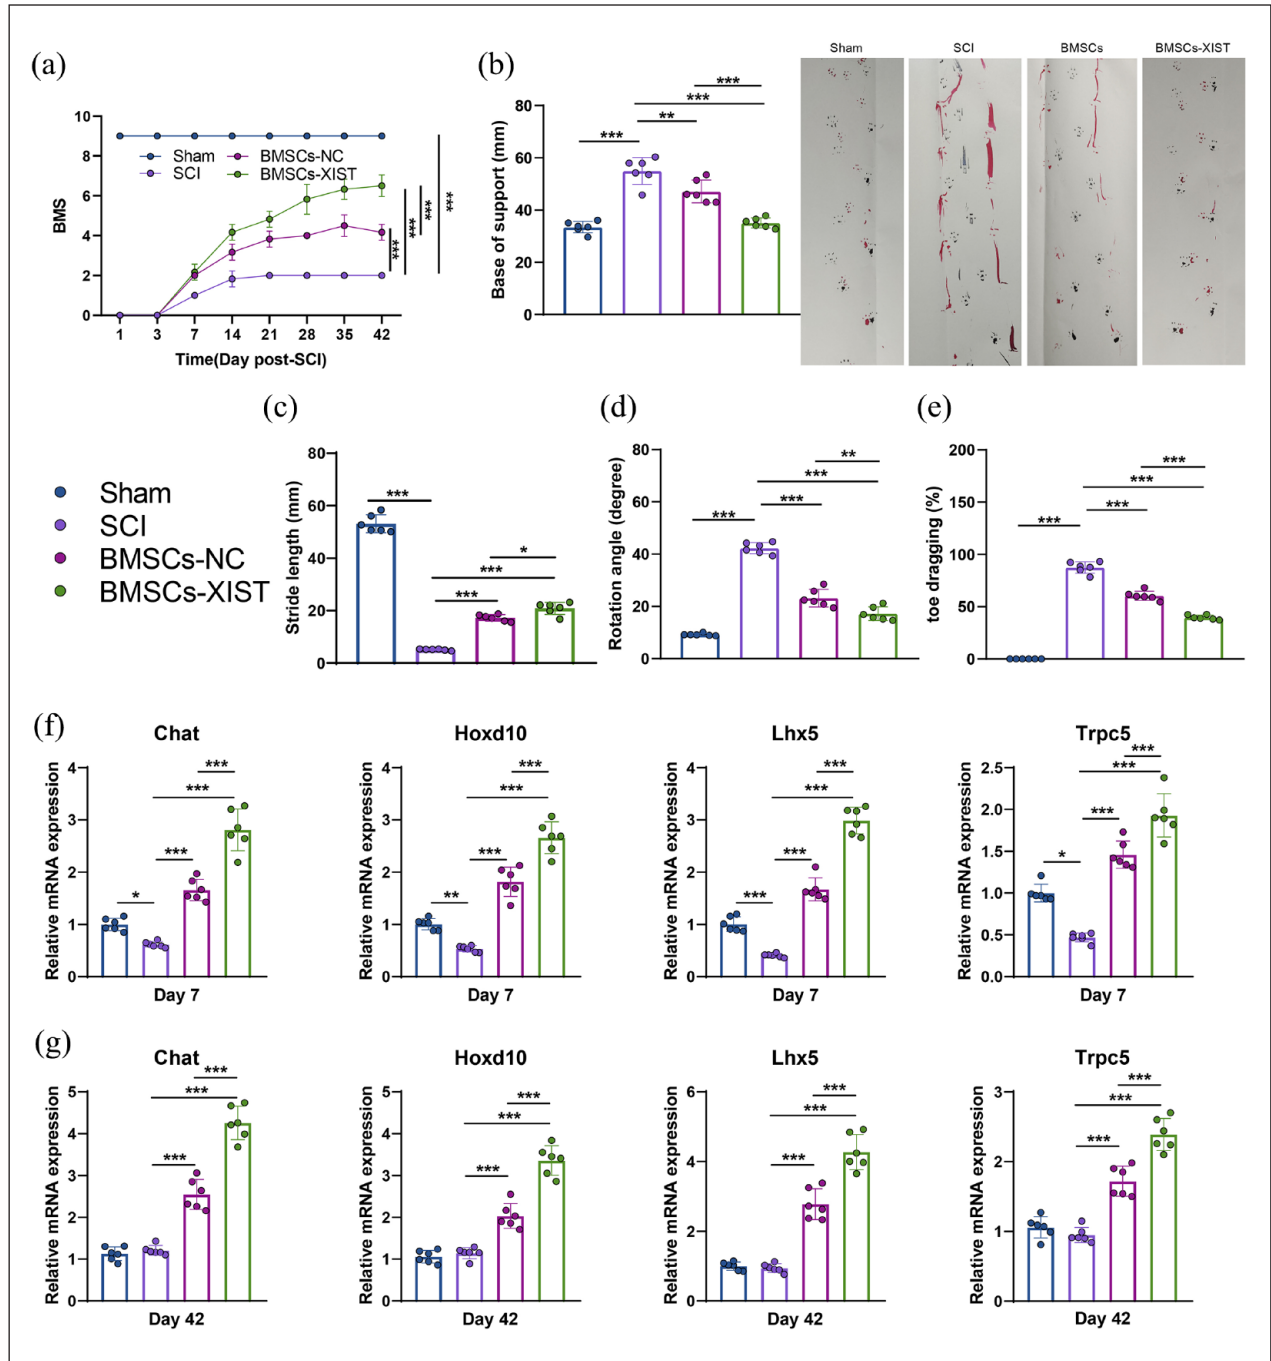 (a)
BMS
10
8
6
4
2
0
Sham
SCI
BMSCs-NC
BMSCs-XIST
***
***
***
***
1 3 7 14 21 28 35 42
Time(Day post-SCI)
(b)
Base of support (mm)
80
60
40
20
0
***
***
**
***
Sham SCI BMSCs BMSCs-XIST
Sham
SCI
BMSCs-NC
BMSCs-XIST
(c)
Stride length (mm)
80
60
40
20
0
***
*
***
***
(d)
Rotation angle (degree)
80
60
40
20
0
**
***
***
***
(e)
toe dragging (%)
200
150
100
50
0
***
***
***
***
(f)
Chat
Relative mRNA expression
4
3
2
1
0
***
***
***
*
Day 7
Hoxd10
Relative mRNA expression
4
3
2
1
0
***
***
***
**
Day 7
Lhx5
Relative mRNA expression
4
3
2
1
0
***
***
***
***
Day 7
Trpc5
Relative mRNA expression
2.5
2.0
1.5
1.0
0.5
0.0
***
***
***
*
Day 7
(g)
Chat
Relative mRNA expression
5
4
3
2
1
0
***
***
***
Day 42
Hoxd10
Relative mRNA expression
5
4
3
2
1
0
***
***
***
Day 42
Lhx5
Relative mRNA expression
6
4
2
0
***
***
***
Day 42
Trpc5
Relative mRNA expression
3
2
1
0
***
***
***
Day 42